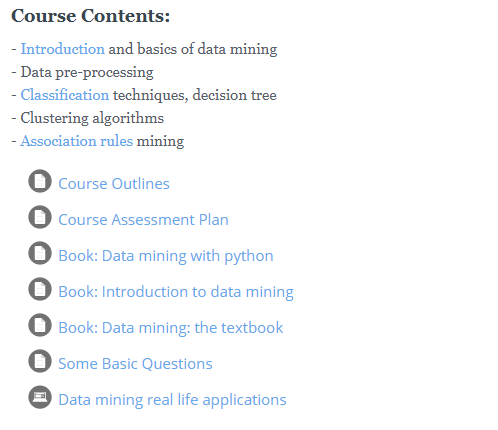 Course Contents:
- Introduction and basics of data mining
- Data pre-processing
- Classification techniques, decision tree
- Clustering algorithms
- Association rules mining
Course Outlines
Course Assessment Plan
Book: Data mining with python
Book: Introduction to data mining
Book: Data mining: the textbook
Some Basic Questions
Data mining real life applications